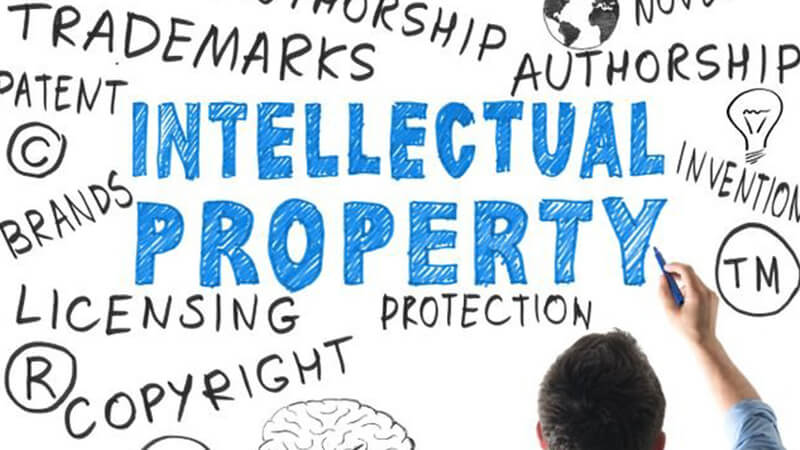 AUTHORSHIP
TRADEMARKS
AUTHORSHIP
PATENT
INTELLECTUAL
©
INVENTION
BRANDS
PROPERTY
TM
LICENSING
PROTECTION
®
COPYRIGHT